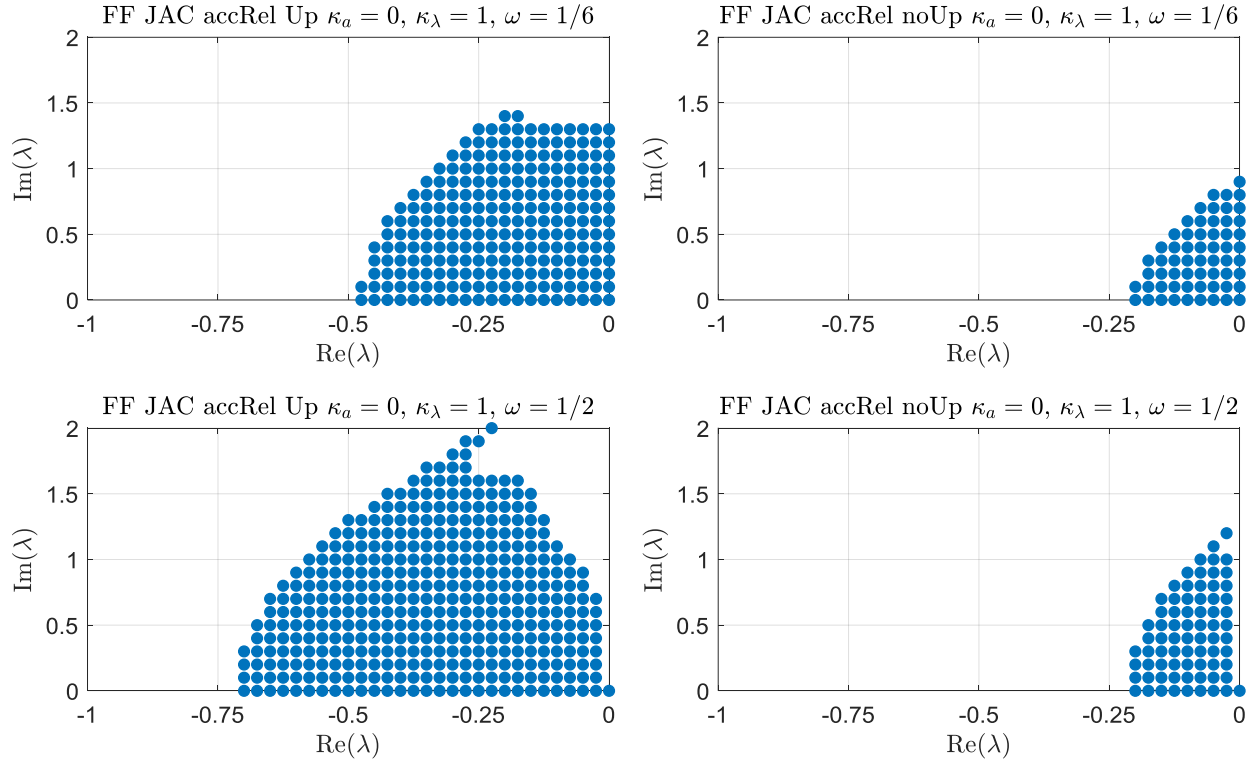 FF JAC accRel Up κₐ = 0, κ_λ = 1, ω = 1/6
2
1.5
1
0.5
0
Im(λ)
-1 -0.75 -0.5 -0.25 0
Re(λ)
FF JAC accRel noUp κₐ = 0, κ_λ = 1, ω = 1/6
2
1.5
1
0.5
0
Im(λ)
-1 -0.75 -0.5 -0.25 0
Re(λ)
FF JAC accRel Up κₐ = 0, κ_λ = 1, ω = 1/2
2
1.5
1
0.5
0
Im(λ)
-1 -0.75 -0.5 -0.25 0
Re(λ)
FF JAC accRel noUp κₐ = 0, κ_λ = 1, ω = 1/2
2
1.5
1
0.5
0
Im(λ)
-1 -0.75 -0.5 -0.25 0
Re(λ)